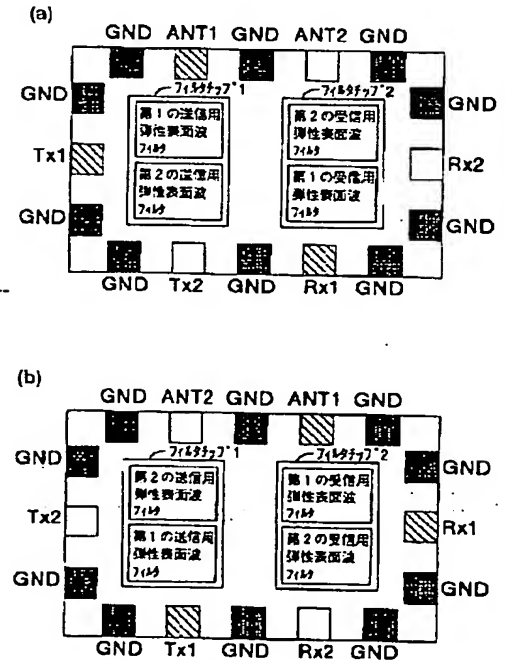 (a)
GND ANT1 GND ANT2 GND
フィルタチップ1 フィルタチップ2
GND GND
第1の送信用
弾性表面波
フィルタ
第2の受信用
弾性表面波
フィルタ
Tx1 Rx2
第2の送信用
弾性表面波
フィルタ
第1の受信用
弾性表面波
フィルタ
GND GND
GND Tx2 GND Rx1 GND
(b)
GND ANT2 GND ANT1 GND
フィルタチップ1 フィルタチップ2
GND GND
第2の送信用
弾性表面波
フィルタ
第1の受信用
弾性表面波
フィルタ
Tx2 Rx1
第1の送信用
弾性表面波
フィルタ
第2の受信用
弾性表面波
フィルタ
GND GND
GND Tx1 GND Rx2 GND